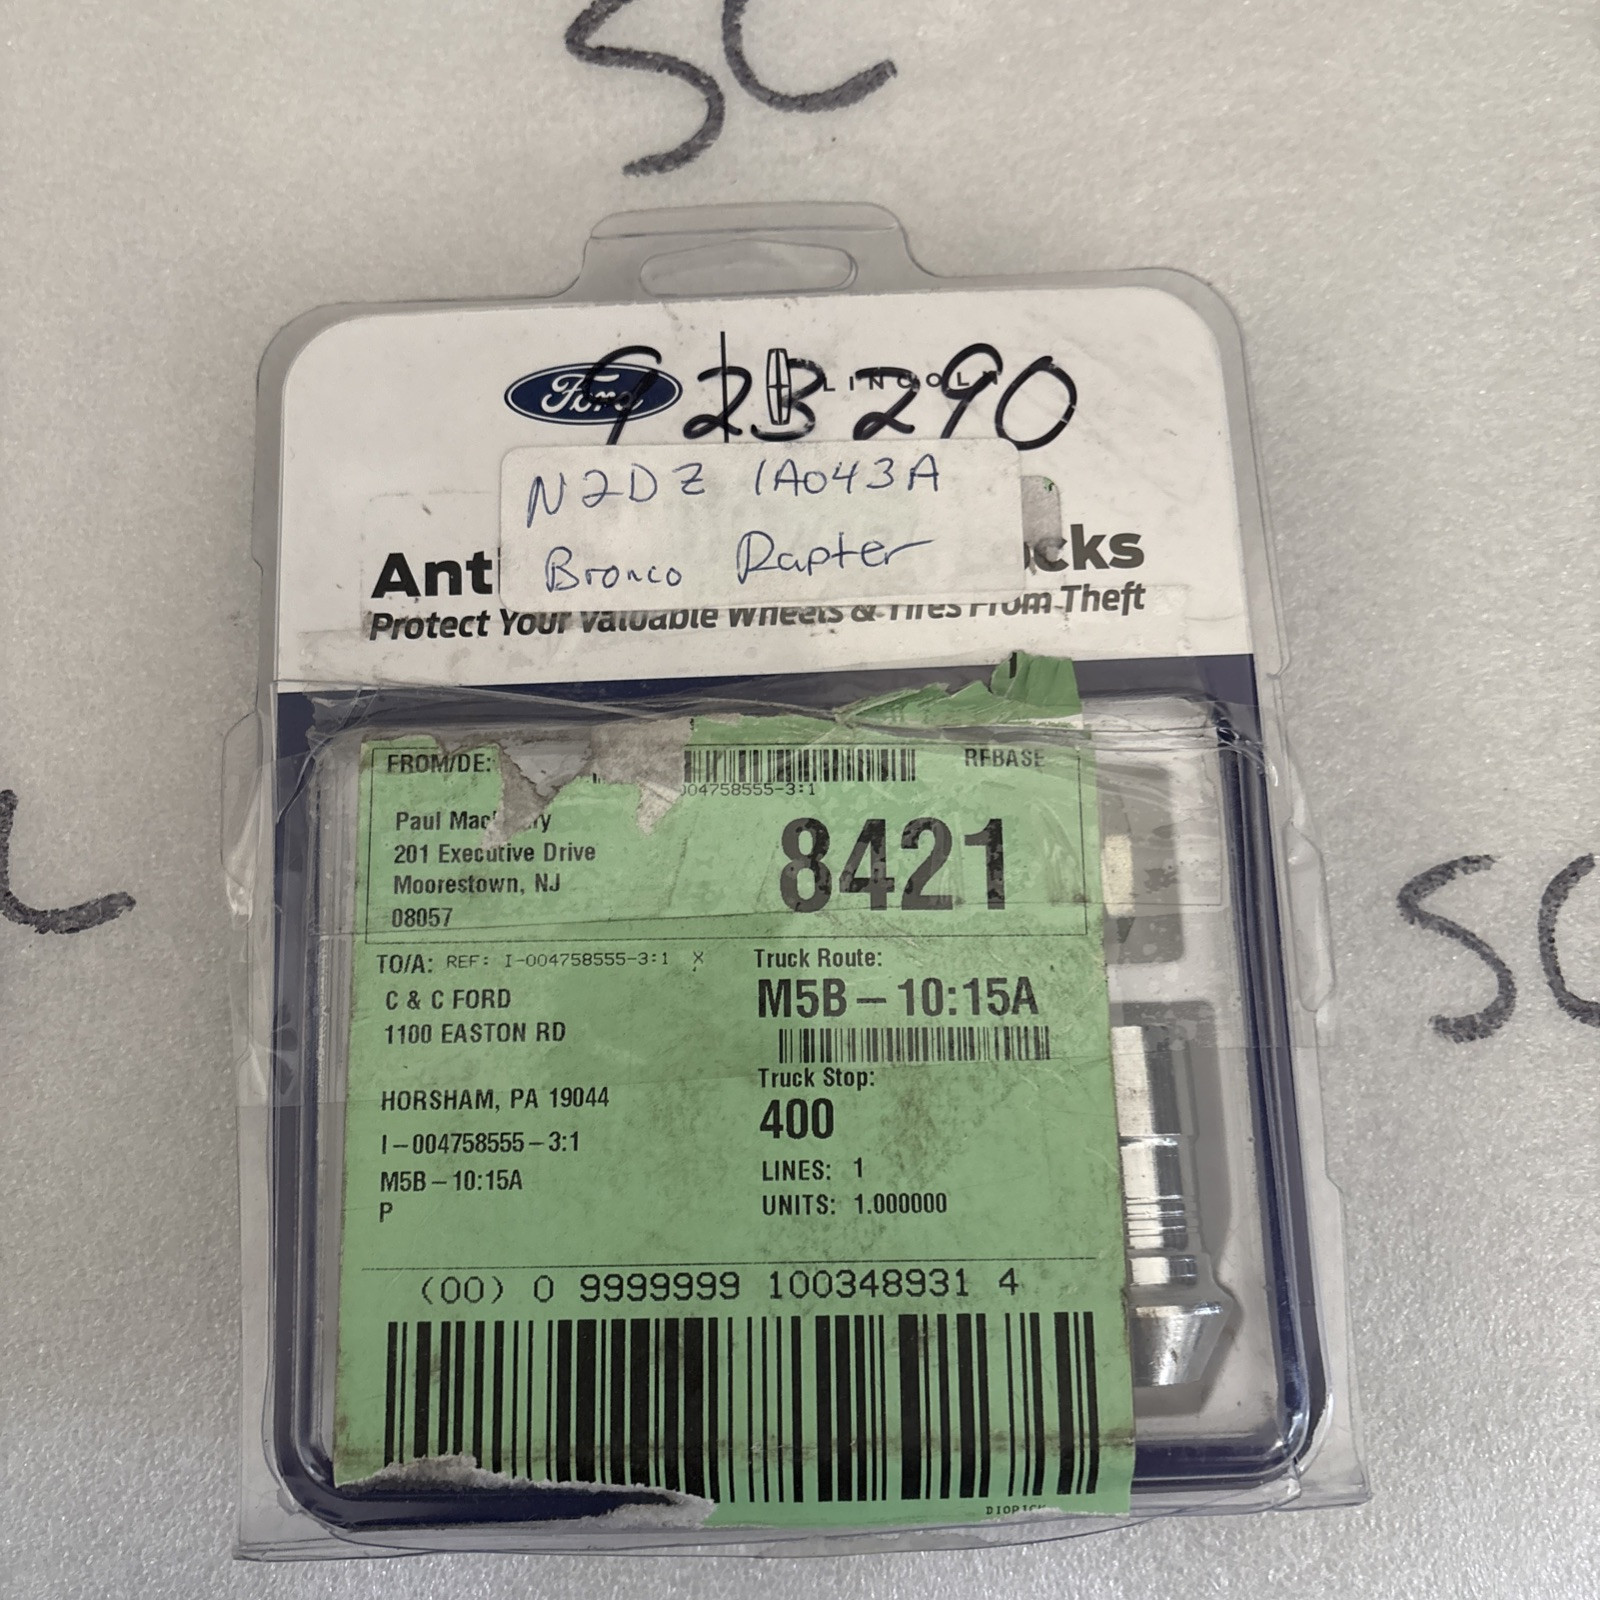 SC
Ford
LINCOLN
923290
N2DZ 1A043A
Bronco Rapter
Ant
cks
Protect Your Valuable Wheels & Tires From Theft
FROM/DE:
RFBASE
004758555-3:1
Paul Mac
ry
201 Executive Drive
Moorestown, NJ
08057
8421
TO/A: REF: I-004758555-3:1 X
C & C FORD
1100 EASTON RD
HORSHAM, PA 19044
I-004758555-3:1
M5B-10:15A
P
Truck Route:
M5B-10:15A
Truck Stop:
400
LINES: 1
UNITS: 1.000000
(00) 0 9999999 100348931 4
SC